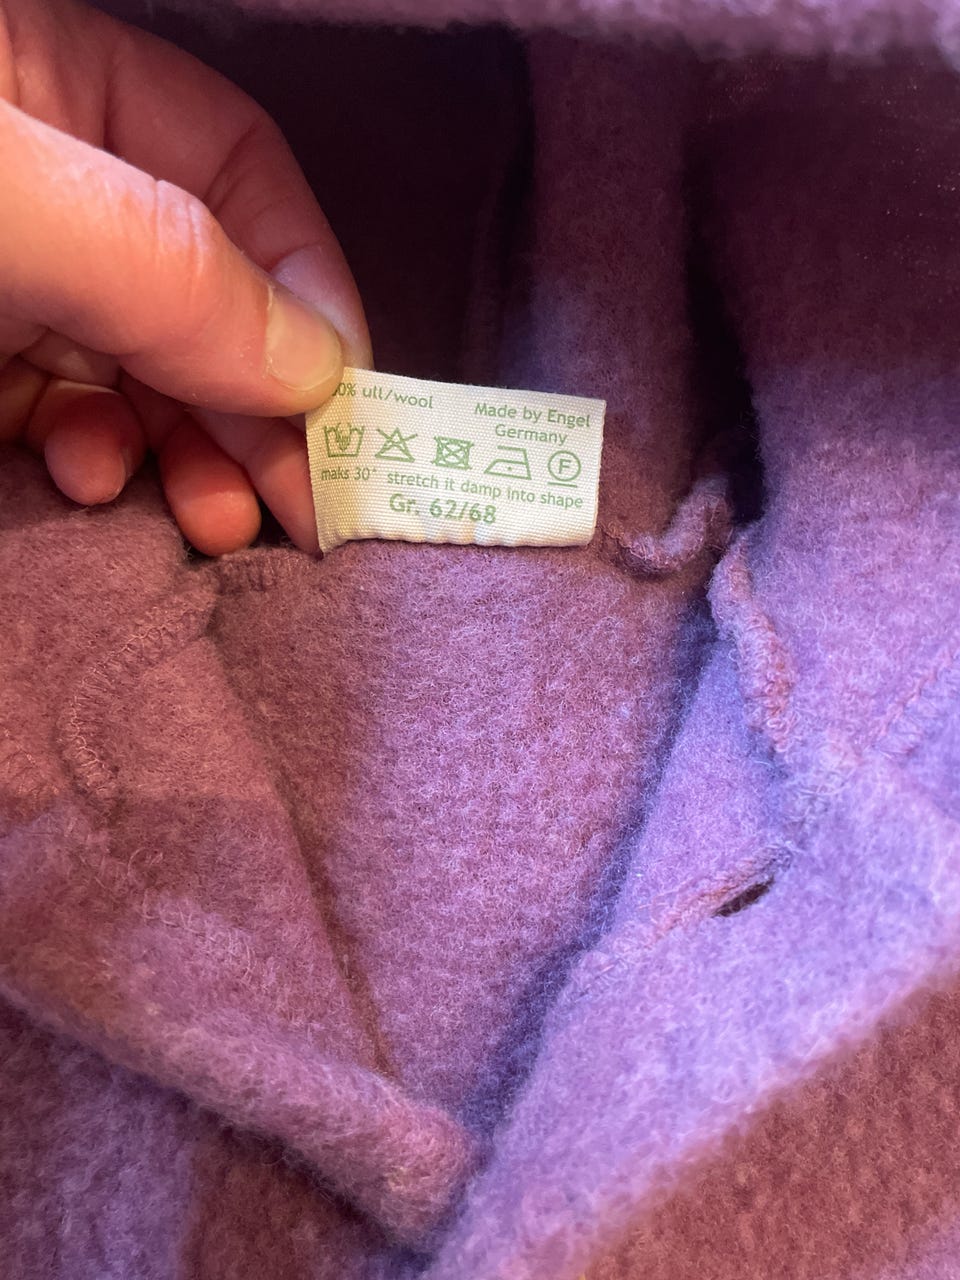 0% ull/wool
Made by Engel
Germany
F
maks 30° stretch it damp into shape
Gr. 62/68